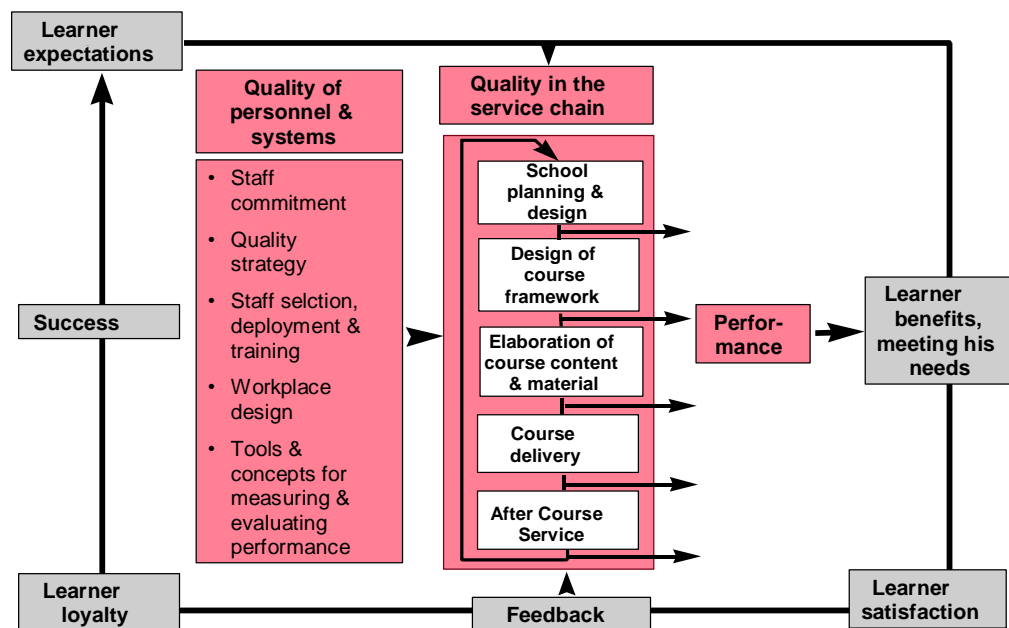 Learner
expectations
Quality of
personnel &
systems
• Staff
commitment
• Quality
strategy
• Staff selction,
deployment &
training
• Workplace
design
• Tools &
concepts for
measuring &
evaluating
performance
Quality in the
service chain
School
planning &
design
Design of
course
framework
Elaboration of
course content
& material
Course
delivery
After Course
Service
Perfor-
mance
Learner
benefits,
meeting his
needs
Success
Learner
loyalty
Feedback
Learner
satisfaction